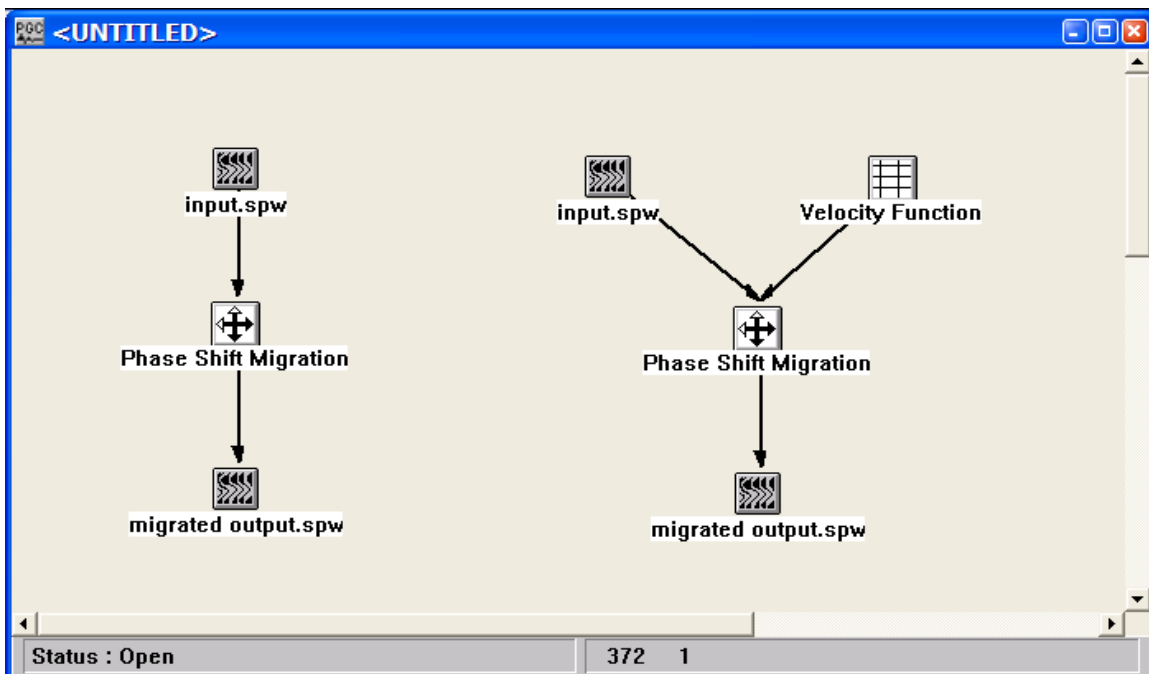 PGC <UNTITLED>
input.spw
Phase Shift Migration
migrated output.spw
input.spw
Velocity Function
Phase Shift Migration
migrated output.spw
Status : Open
372 1